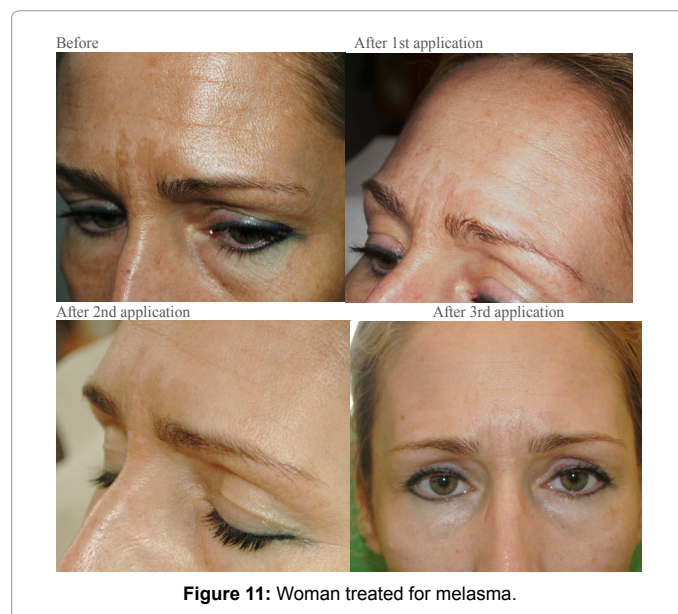 Before
After 1st application
After 2nd application
After 3rd application
Figure 11: Woman treated for melasma.